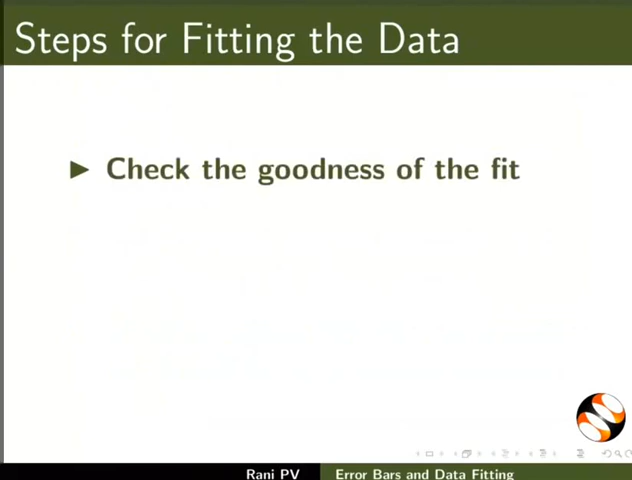 Steps for Fitting the Data
Check the goodness of the fit
Rani PV
Error Bars and Data Fitting